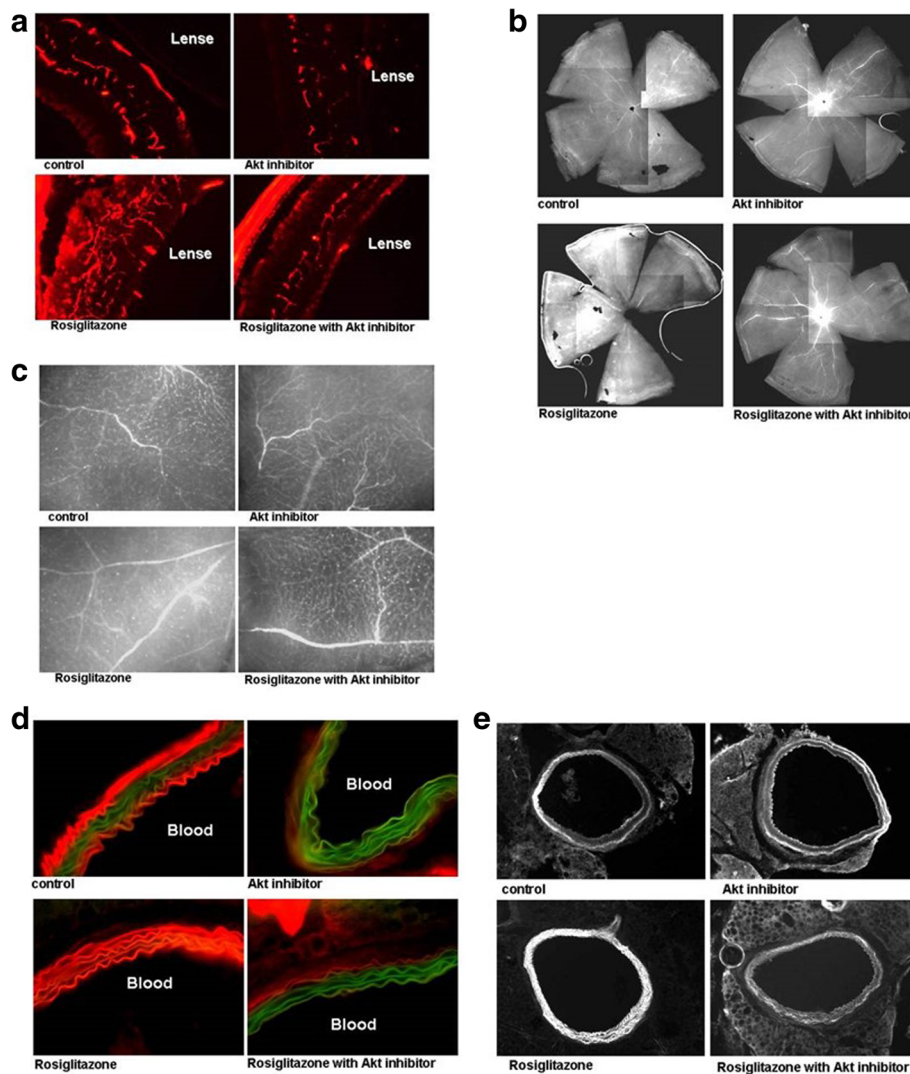 a
Lense
Lense
control
Akt inhibitor
Lense
Lense
Rosiglitazone
Rosiglitazone with Akt inhibitor
b
control
Akt inhibitor
Rosiglitazone
Rosiglitazone with Akt inhibitor
c
control
Akt inhibitor
Rosiglitazone
Rosiglitazone with Akt inhibitor
d
Blood
Blood
control
Akt inhibitor
Blood
Blood
Rosiglitazone
Rosiglitazone with Akt inhibitor
e
control
Akt inhibitor
Rosiglitazone
Rosiglitazone with Akt inhibitor